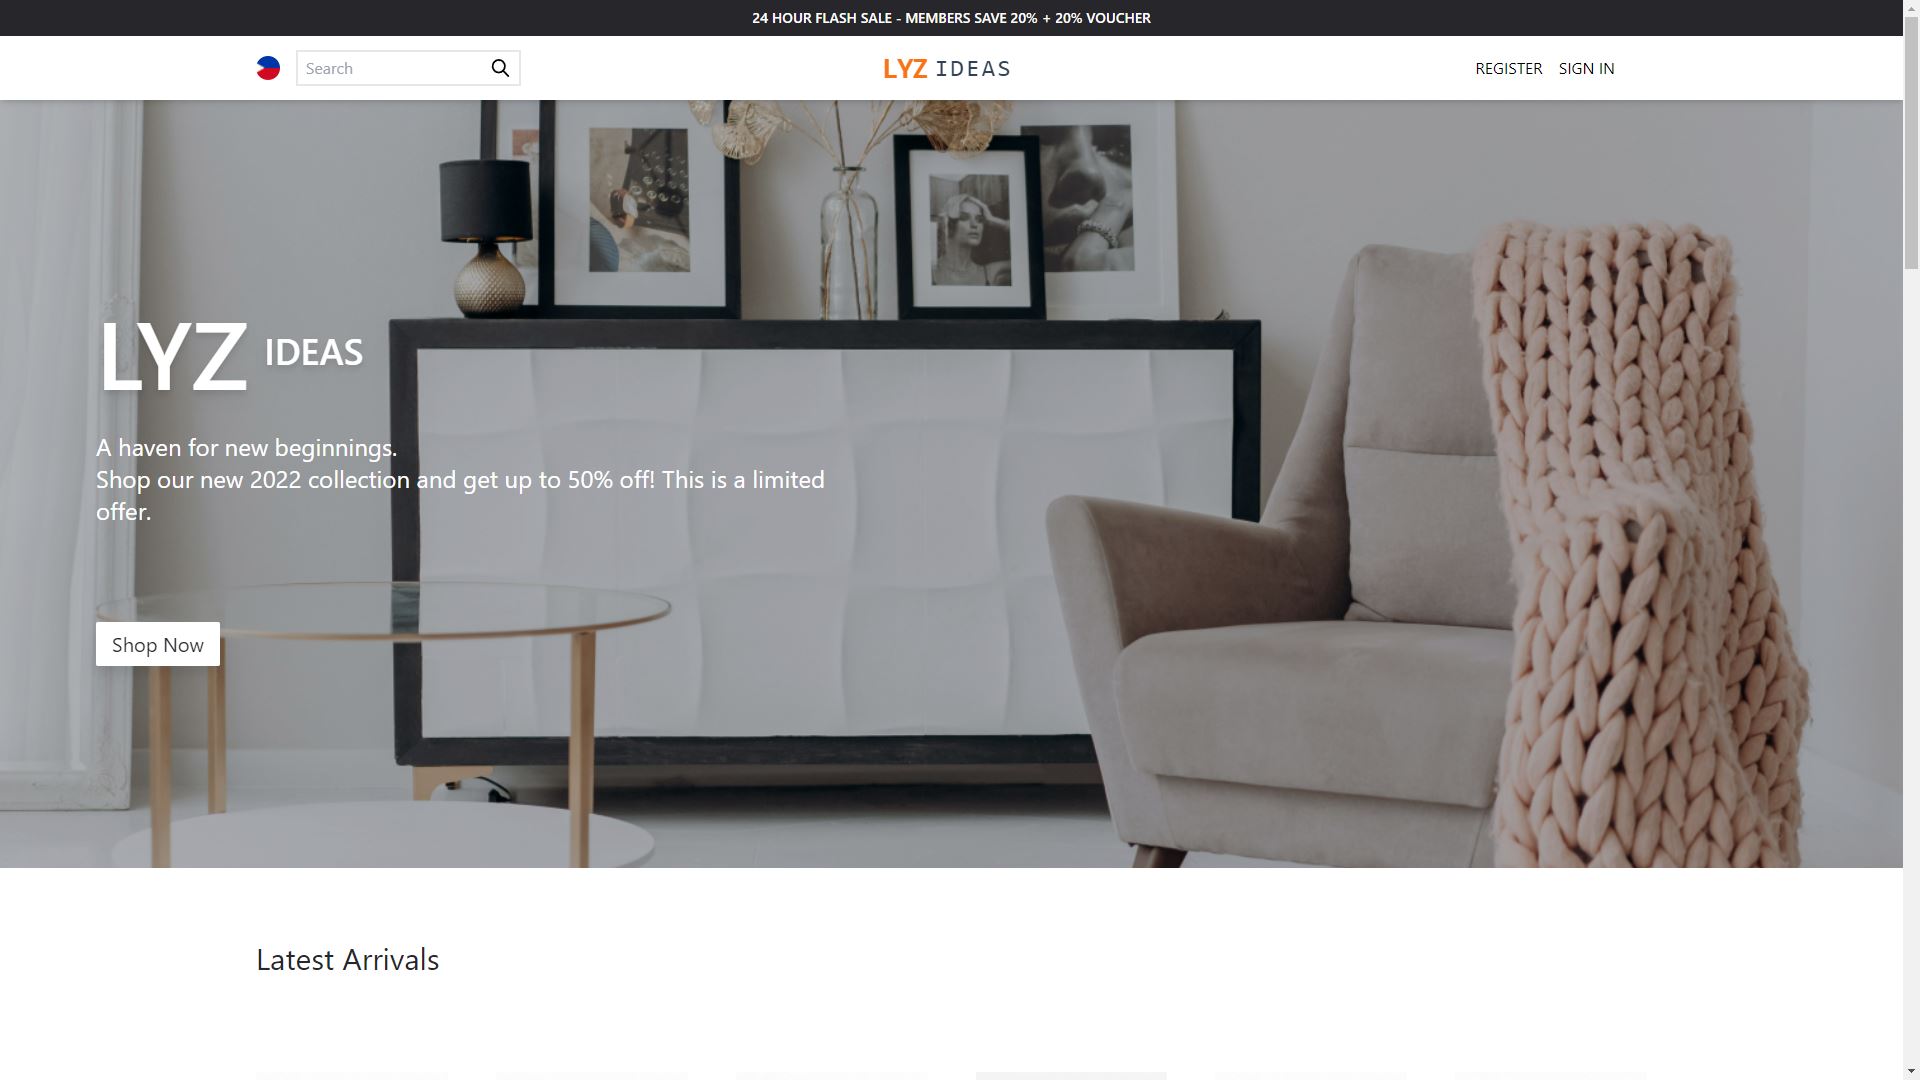 24 HOUR FLASH SALE - MEMBERS SAVE 20% + 20% VOUCHER
Search
LYZ IDEAS
REGISTER
SIGN IN
LYZ IDEAS
A haven for new beginnings.
Shop our new 2022 collection and get up to 50% off! This is a limited
offer.
Shop Now
Latest Arrivals